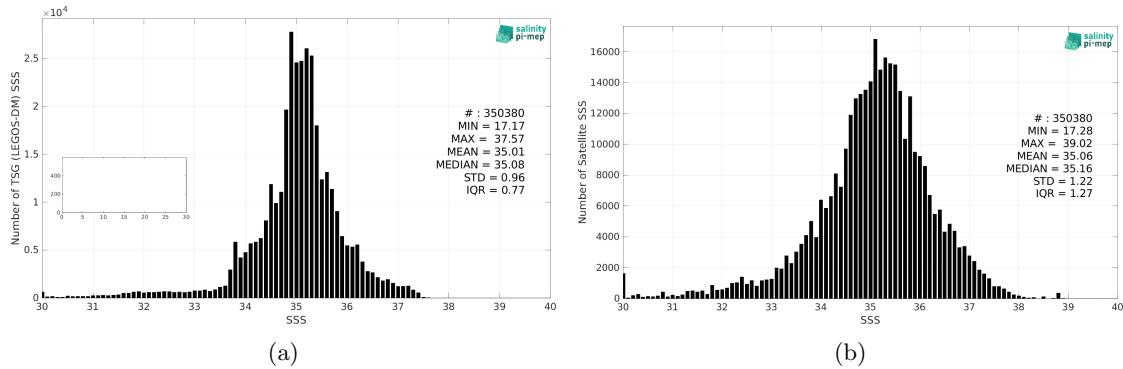 ×10^4
2.5
2
1.5
1
0.5
0
Number of TSG (LEGOS-DM) SSS
salinity
pi-mep
# : 350380
MIN = 17.17
MAX = 37.57
MEAN = 35.01
MEDIAN = 35.08
STD = 0.96
IQR = 0.77
400
200
0
0 5 10 15 20 25 30
30 31 32 33 34 35 36 37 38 39 40
SSS
(a)
16000
14000
12000
10000
8000
6000
4000
2000
0
Number of Satellite SSS
salinity
pi-mep
# : 350380
MIN = 17.28
MAX = 39.02
MEAN = 35.06
MEDIAN = 35.16
STD = 1.22
IQR = 1.27
30 31 32 33 34 35 36 37 38 39 40
SSS
(b)